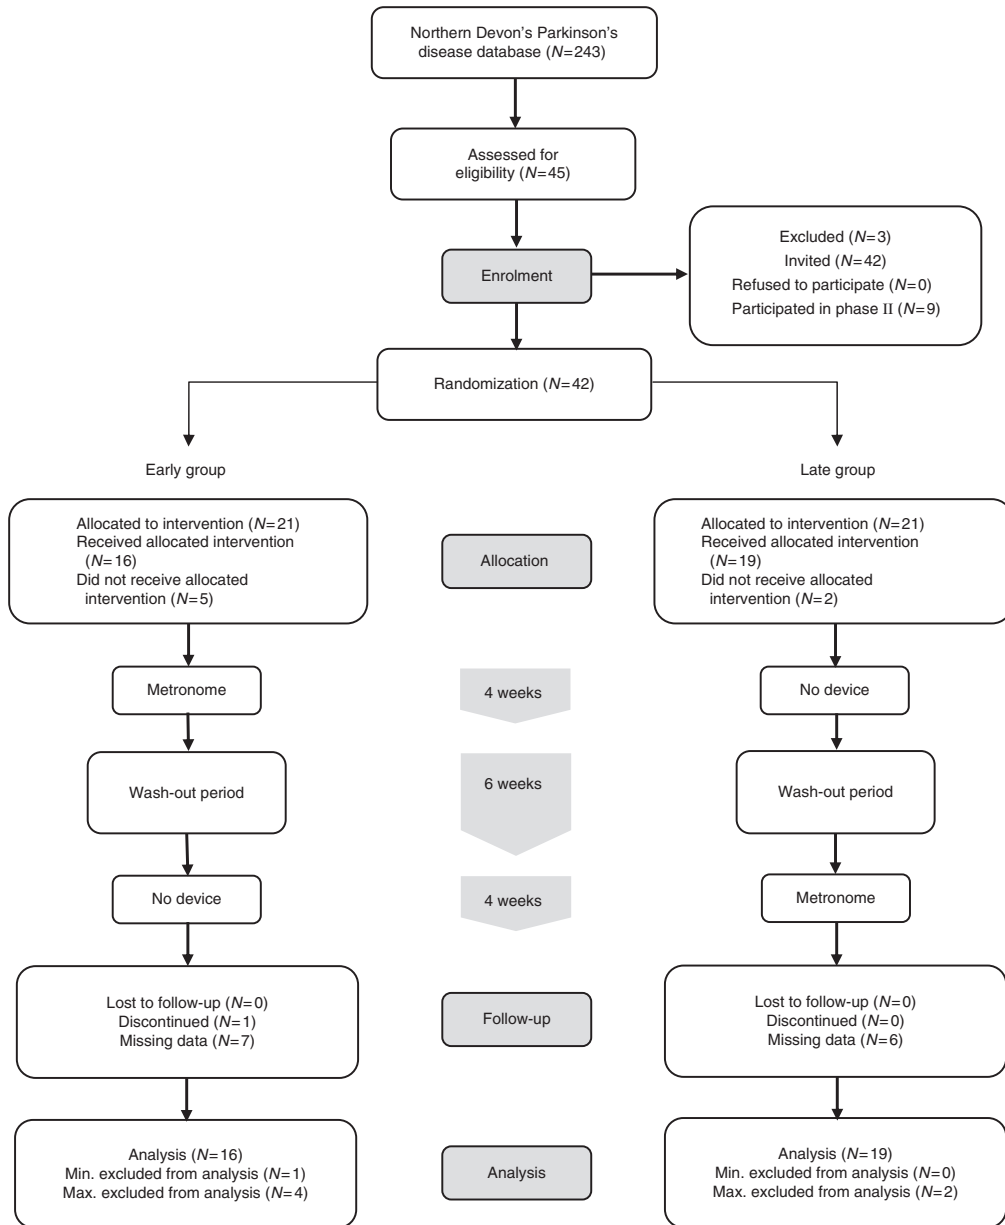 Northern Devon's Parkinson's
disease database (N=243)
Assessed for
eligibility (N=45)
Enrolment
Excluded (N=3)
Invited (N=42)
Refused to participate (N=0)
Participated in phase II (N=9)
Randomization (N=42)
Early group
Late group
Allocated to intervention (N=21)
Received allocated intervention
(N=16)
Did not receive allocated
intervention (N=5)
Allocation
Allocated to intervention (N=21)
Received allocated intervention
(N=19)
Did not receive allocated
intervention (N=2)
Metronome
4 weeks
No device
Wash-out period
6 weeks
Wash-out period
No device
4 weeks
Metronome
Lost to follow-up (N=0)
Discontinued (N=1)
Missing data (N=7)
Follow-up
Lost to follow-up (N=0)
Discontinued (N=0)
Missing data (N=6)
Analysis (N=16)
Min. excluded from analysis (N=1)
Max. excluded from analysis (N=4)
Analysis
Analysis (N=19)
Min. excluded from analysis (N=0)
Max. excluded from analysis (N=2)